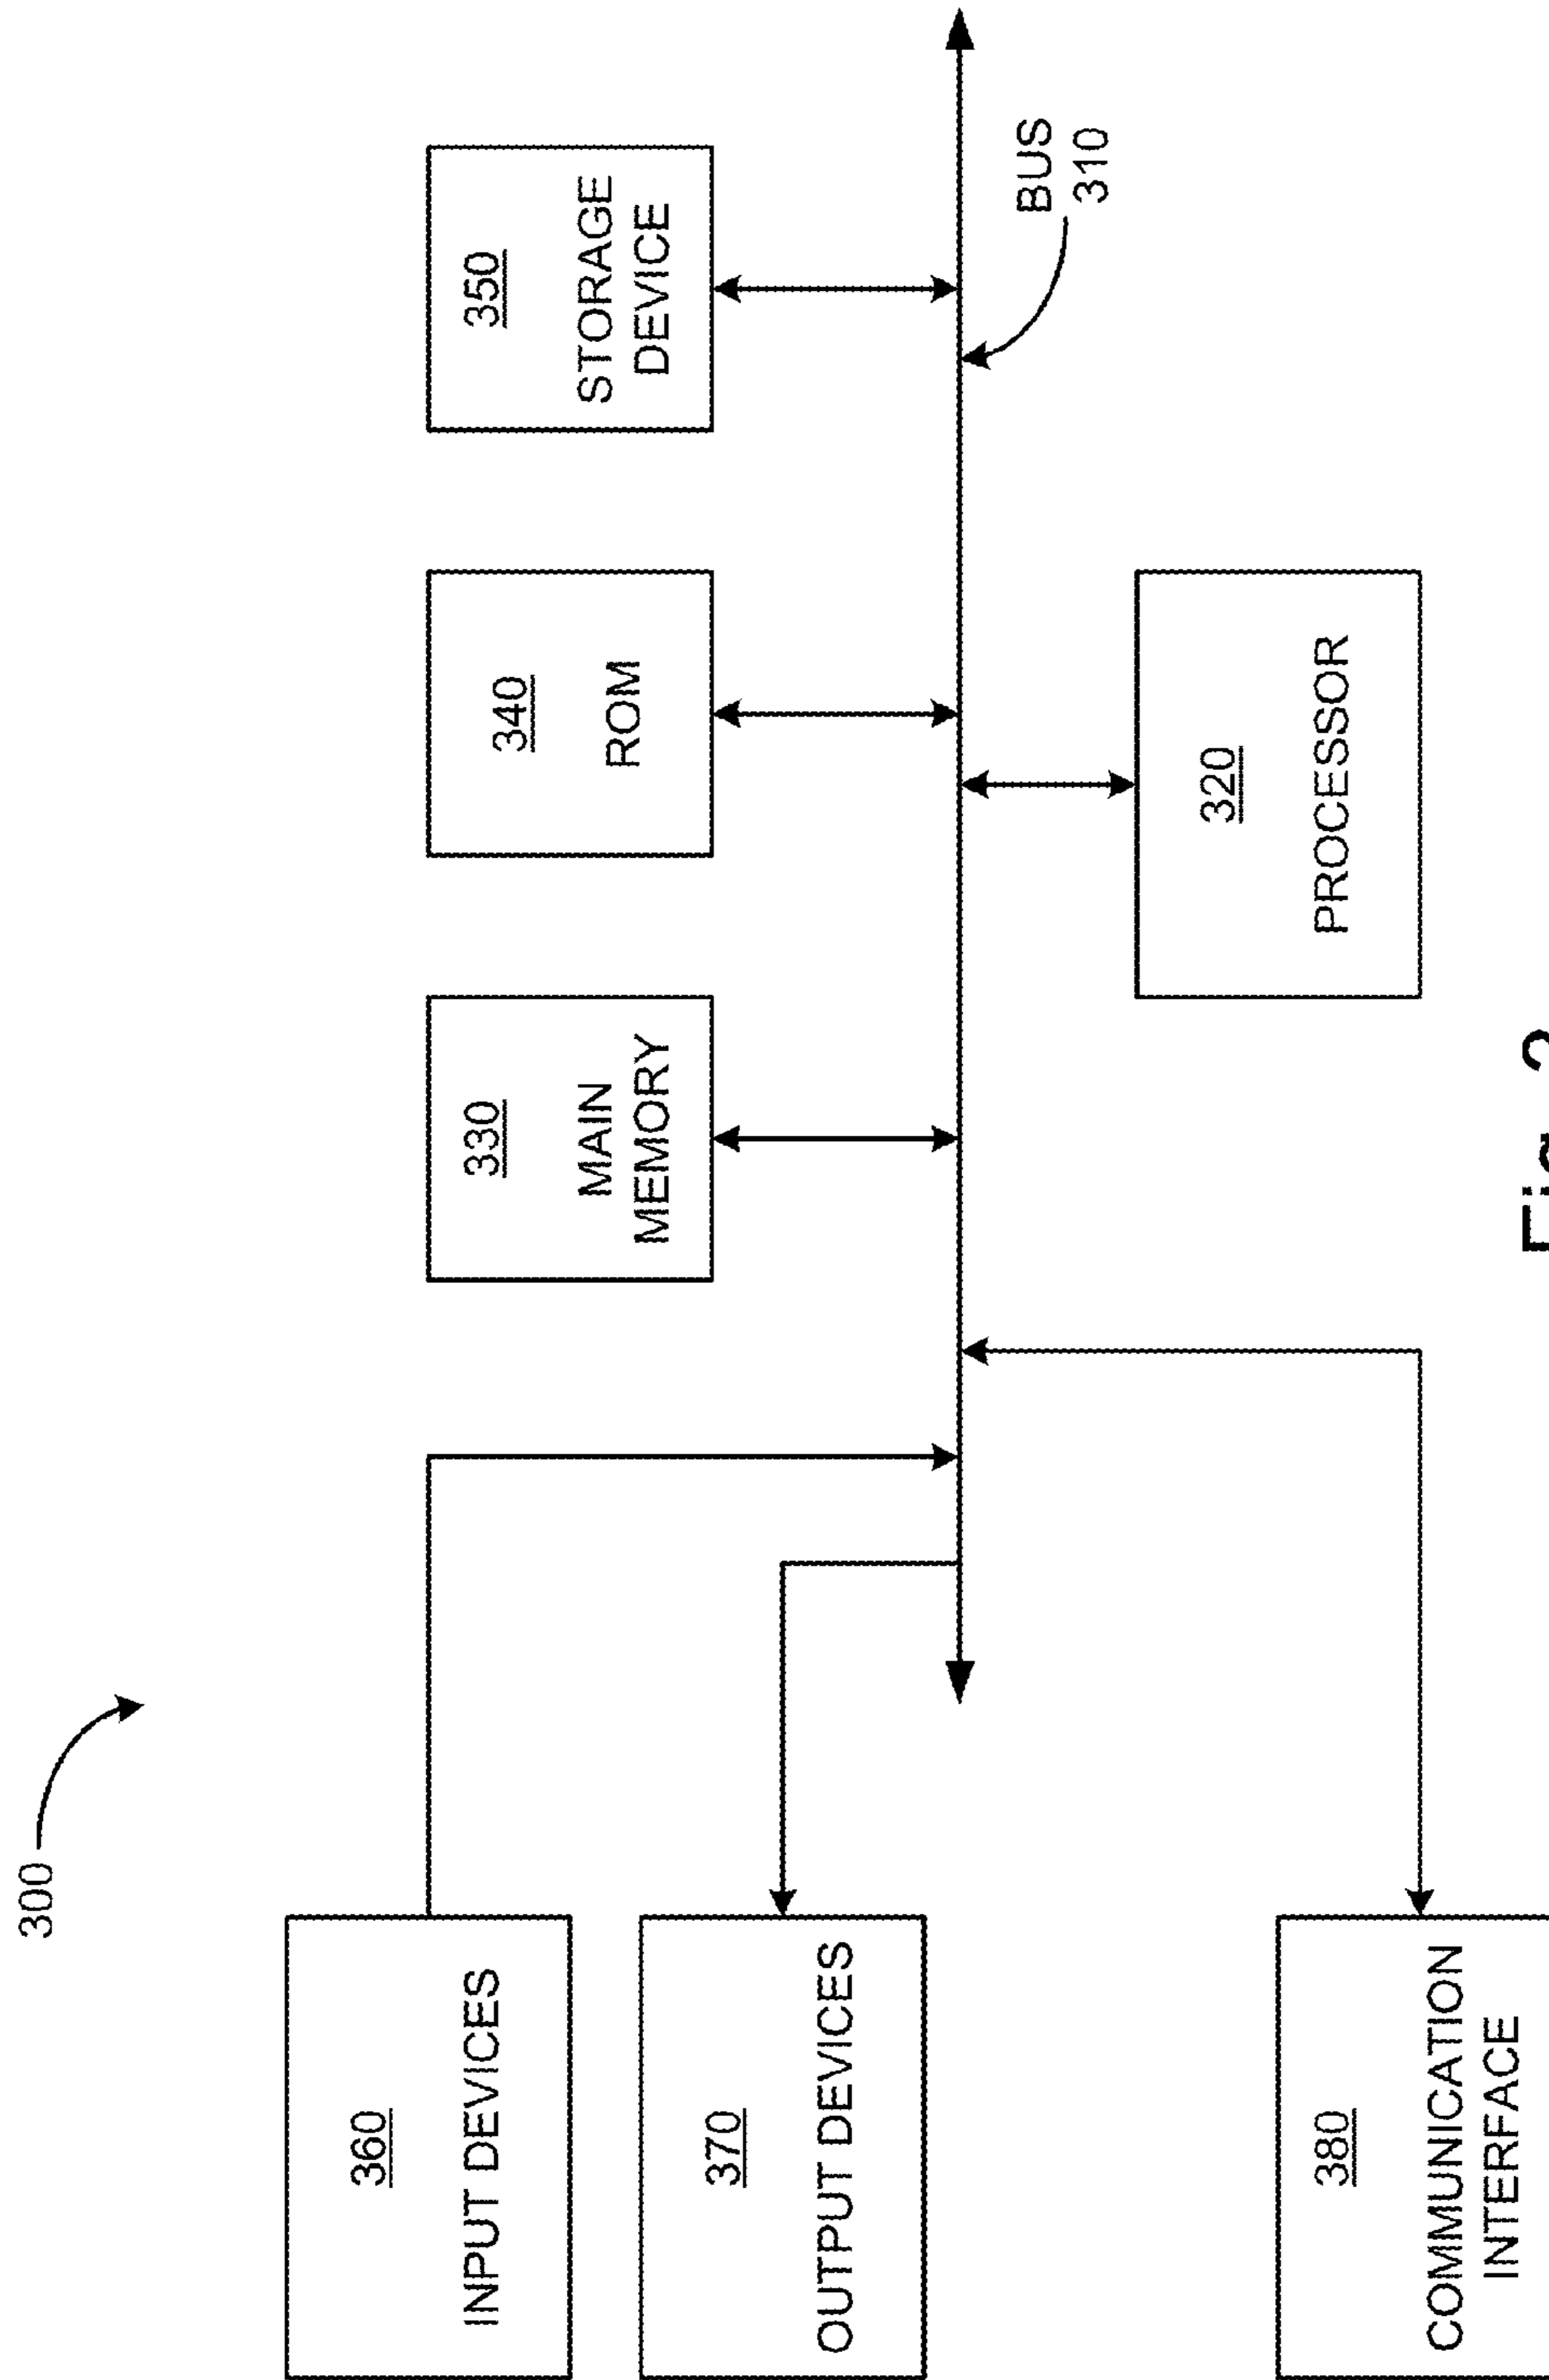 300
360
INPUT DEVICES
330
MAIN
MEMORY
340
ROM
350
STORAGE
DEVICE
370
OUTPUT DEVICES
BUS
310
320
PROCESSOR
380
COMMUNICATION
INTERFACE
Fig